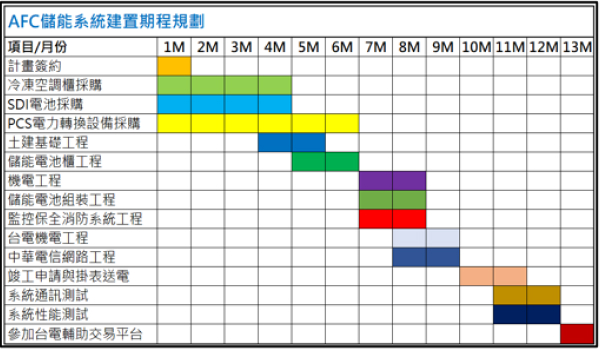 AFC儲能系統建置期程規劃
項目/月份 1M 2M 3M 4M 5M 6M 7M 8M 9M 10M 11M 12M 13M
計畫簽約
冷凍空調櫃採購
SDI電池採購
PCS電力轉換設備採購
土建基礎工程
儲能電池櫃工程
機電工程
儲能電池組裝工程
監控保全消防系統工程
台電機電工程
中華電信網路工程
竣工申請與掛表送電
系統通訊測試
系統性能測試
參加台電輔助交易平台